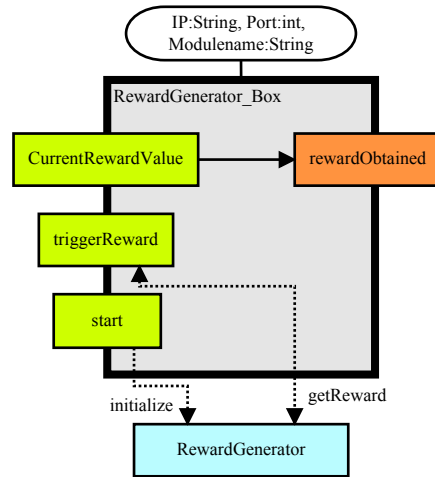 IP:String, Port:int,
Modulename:String
RewardGenerator_Box
CurrentRewardValue
rewardObtained
triggerReward
start
initialize
getReward
RewardGenerator